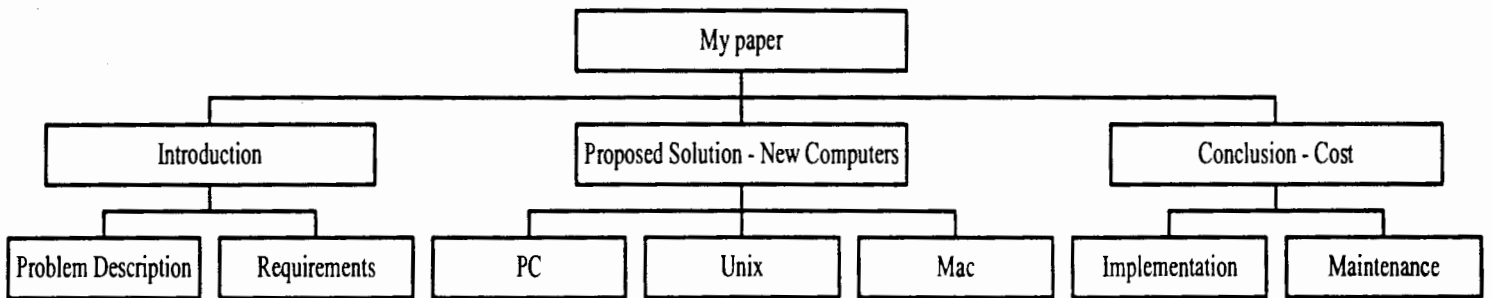 My paper
Introduction
Proposed Solution - New Computers
Conclusion - Cost
Problem Description
Requirements
PC
Unix
Mac
Implementation
Maintenance